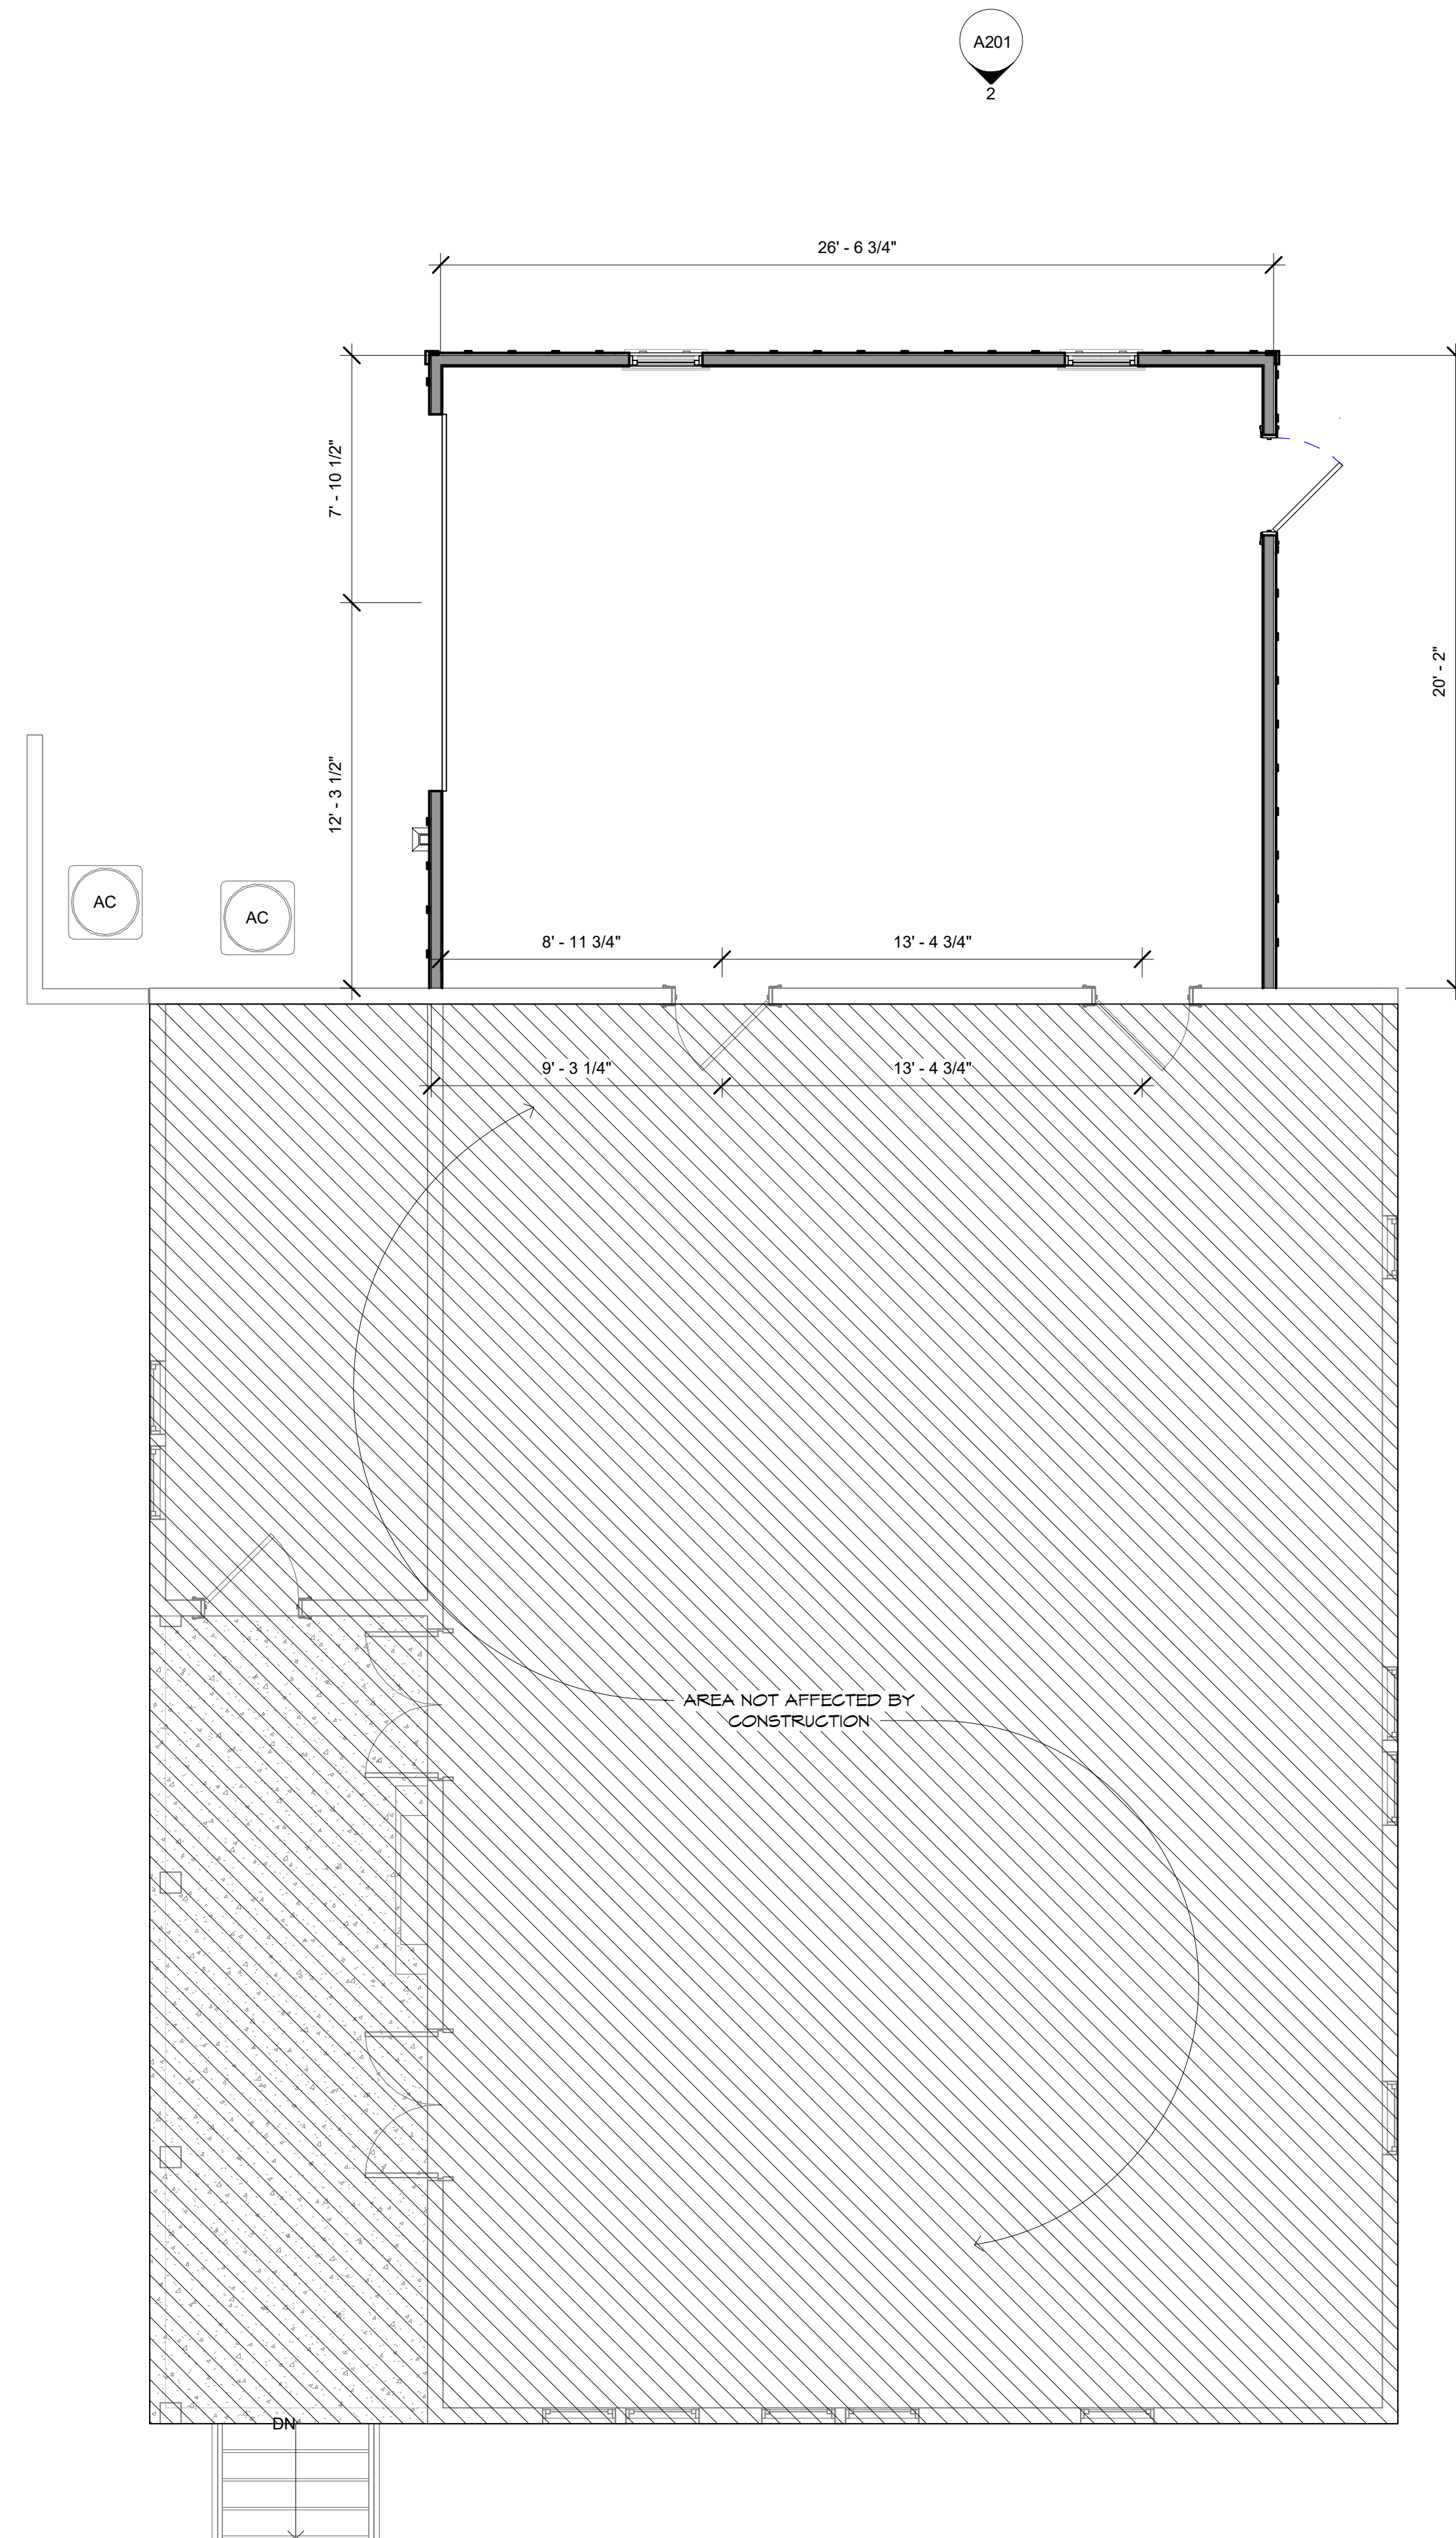 A201
2
26' - 6 3/4"
7' - 10 1/2"
20' - 2"
12' - 3 1/2"
AC
AC
8' - 11 3/4"
13' - 4 3/4"
9' - 3 1/4"
13' - 4 3/4"
AREA NOT AFFECTED BY
CONSTRUCTION
DN